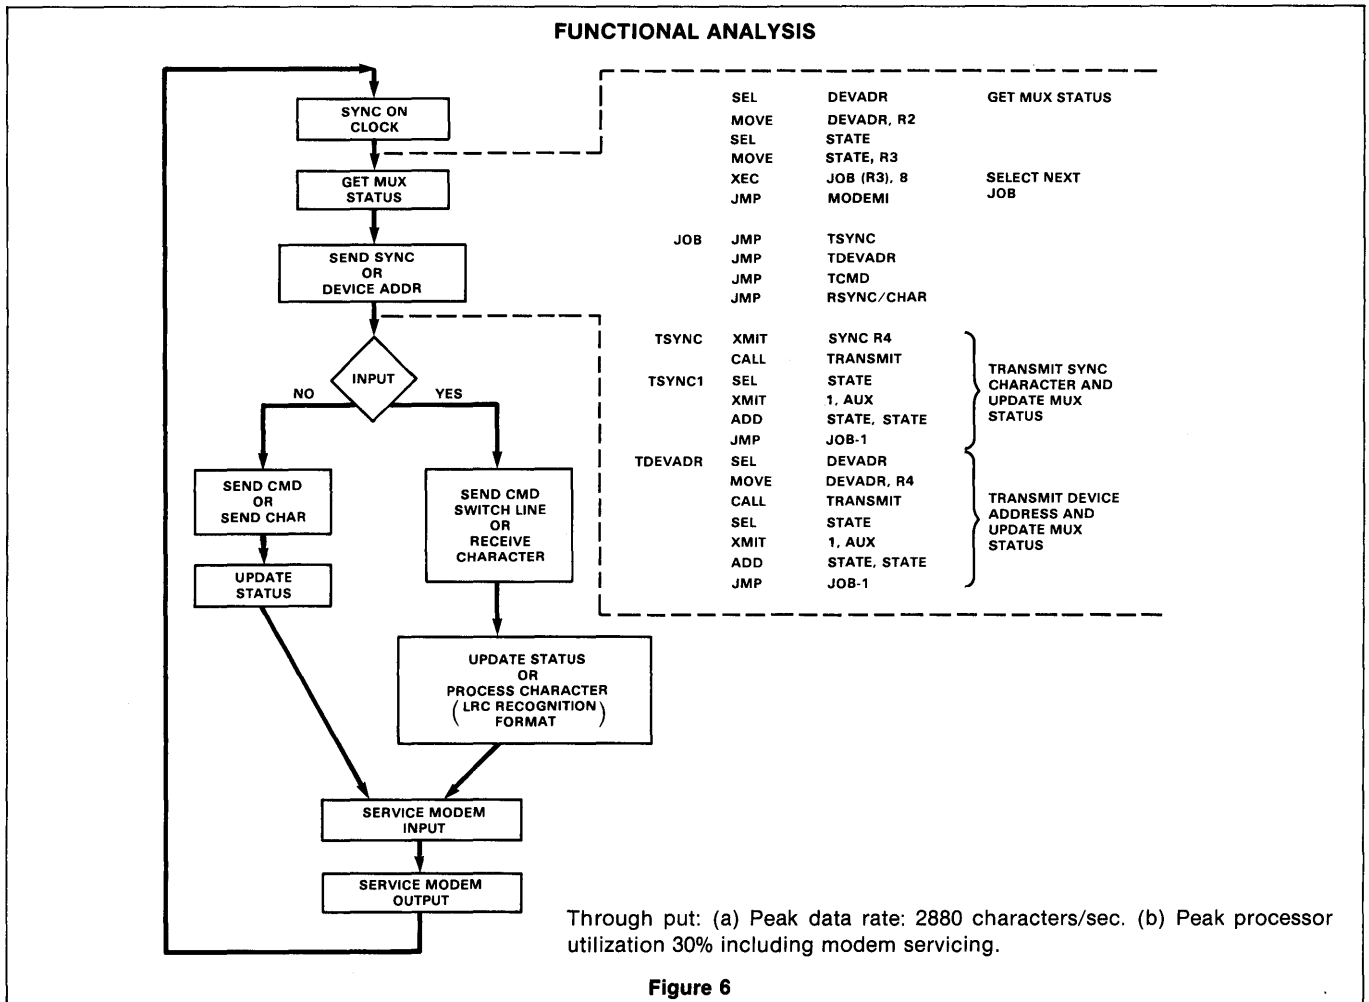 FUNCTIONAL ANALYSIS
SYNC ON
CLOCK
GET MUX
STATUS
SEND SYNC
OR
DEVICE ADDR
INPUT
NO
YES
SEND CMD
OR
SEND CHAR
UPDATE
STATUS
SEND CMD
SWITCH LINE
OR
RECEIVE
CHARACTER
UPDATE STATUS
OR
PROCESS CHARACTER
(LRC RECOGNITION
FORMAT)
SERVICE MODEM
INPUT
SERVICE MODEM
OUTPUT
SEL DEVADR GET MUX STATUS
MOVE DEVADR, R2
SEL STATE
MOVE STATE, R3
XEC JOB (R3), 8 SELECT NEXT
JMP MODEMI JOB
JOB JMP TSYNC
JMP TDEVADR
JMP TCMD
JMP RSYNC/CHAR
TSYNC XMIT SYNC R4
CALL TRANSMIT
TSYNC1 SEL STATE
XMIT 1, AUX
ADD STATE, STATE
JMP JOB-1
TRANSMIT SYNC
CHARACTER AND
UPDATE MUX
STATUS
TDEVADR SEL DEVADR
MOVE DEVADR, R4
CALL TRANSMIT
SEL STATE
XMIT 1, AUX
ADD STATE, STATE
JMP JOB-1
TRANSMIT DEVICE
ADDRESS AND
UPDATE MUX
STATUS
Through put: (a) Peak data rate: 2880 characters/sec. (b) Peak processor
utilization 30% including modem servicing.
Figure 6